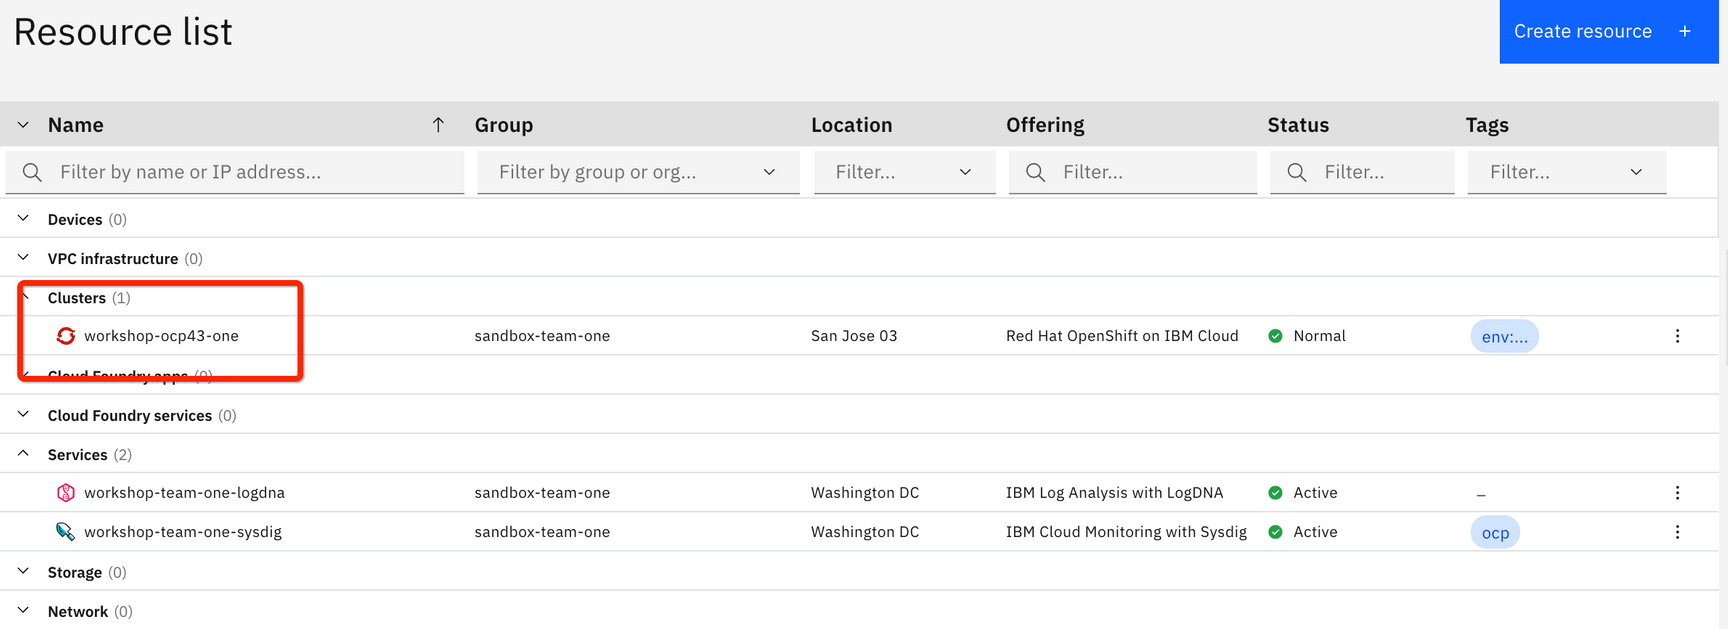 Resource list
Create resource +
Name Group Location Offering Status Tags
Filter by name or IP address... Filter by group or org... Filter... Filter... Filter... Filter...
Devices (0)
VPC infrastructure (0)
Clusters (1)
workshop-ocp43-one sandbox-team-one San Jose 03 Red Hat OpenShift on IBM Cloud Normal env:...
Cloud Foundry apps (0)
Cloud Foundry services (0)
Services (2)
workshop-team-one-logdna sandbox-team-one Washington DC IBM Log Analysis with LogDNA Active –
workshop-team-one-sysdig sandbox-team-one Washington DC IBM Cloud Monitoring with Sysdig Active ocp
Storage (0)
Network (0)